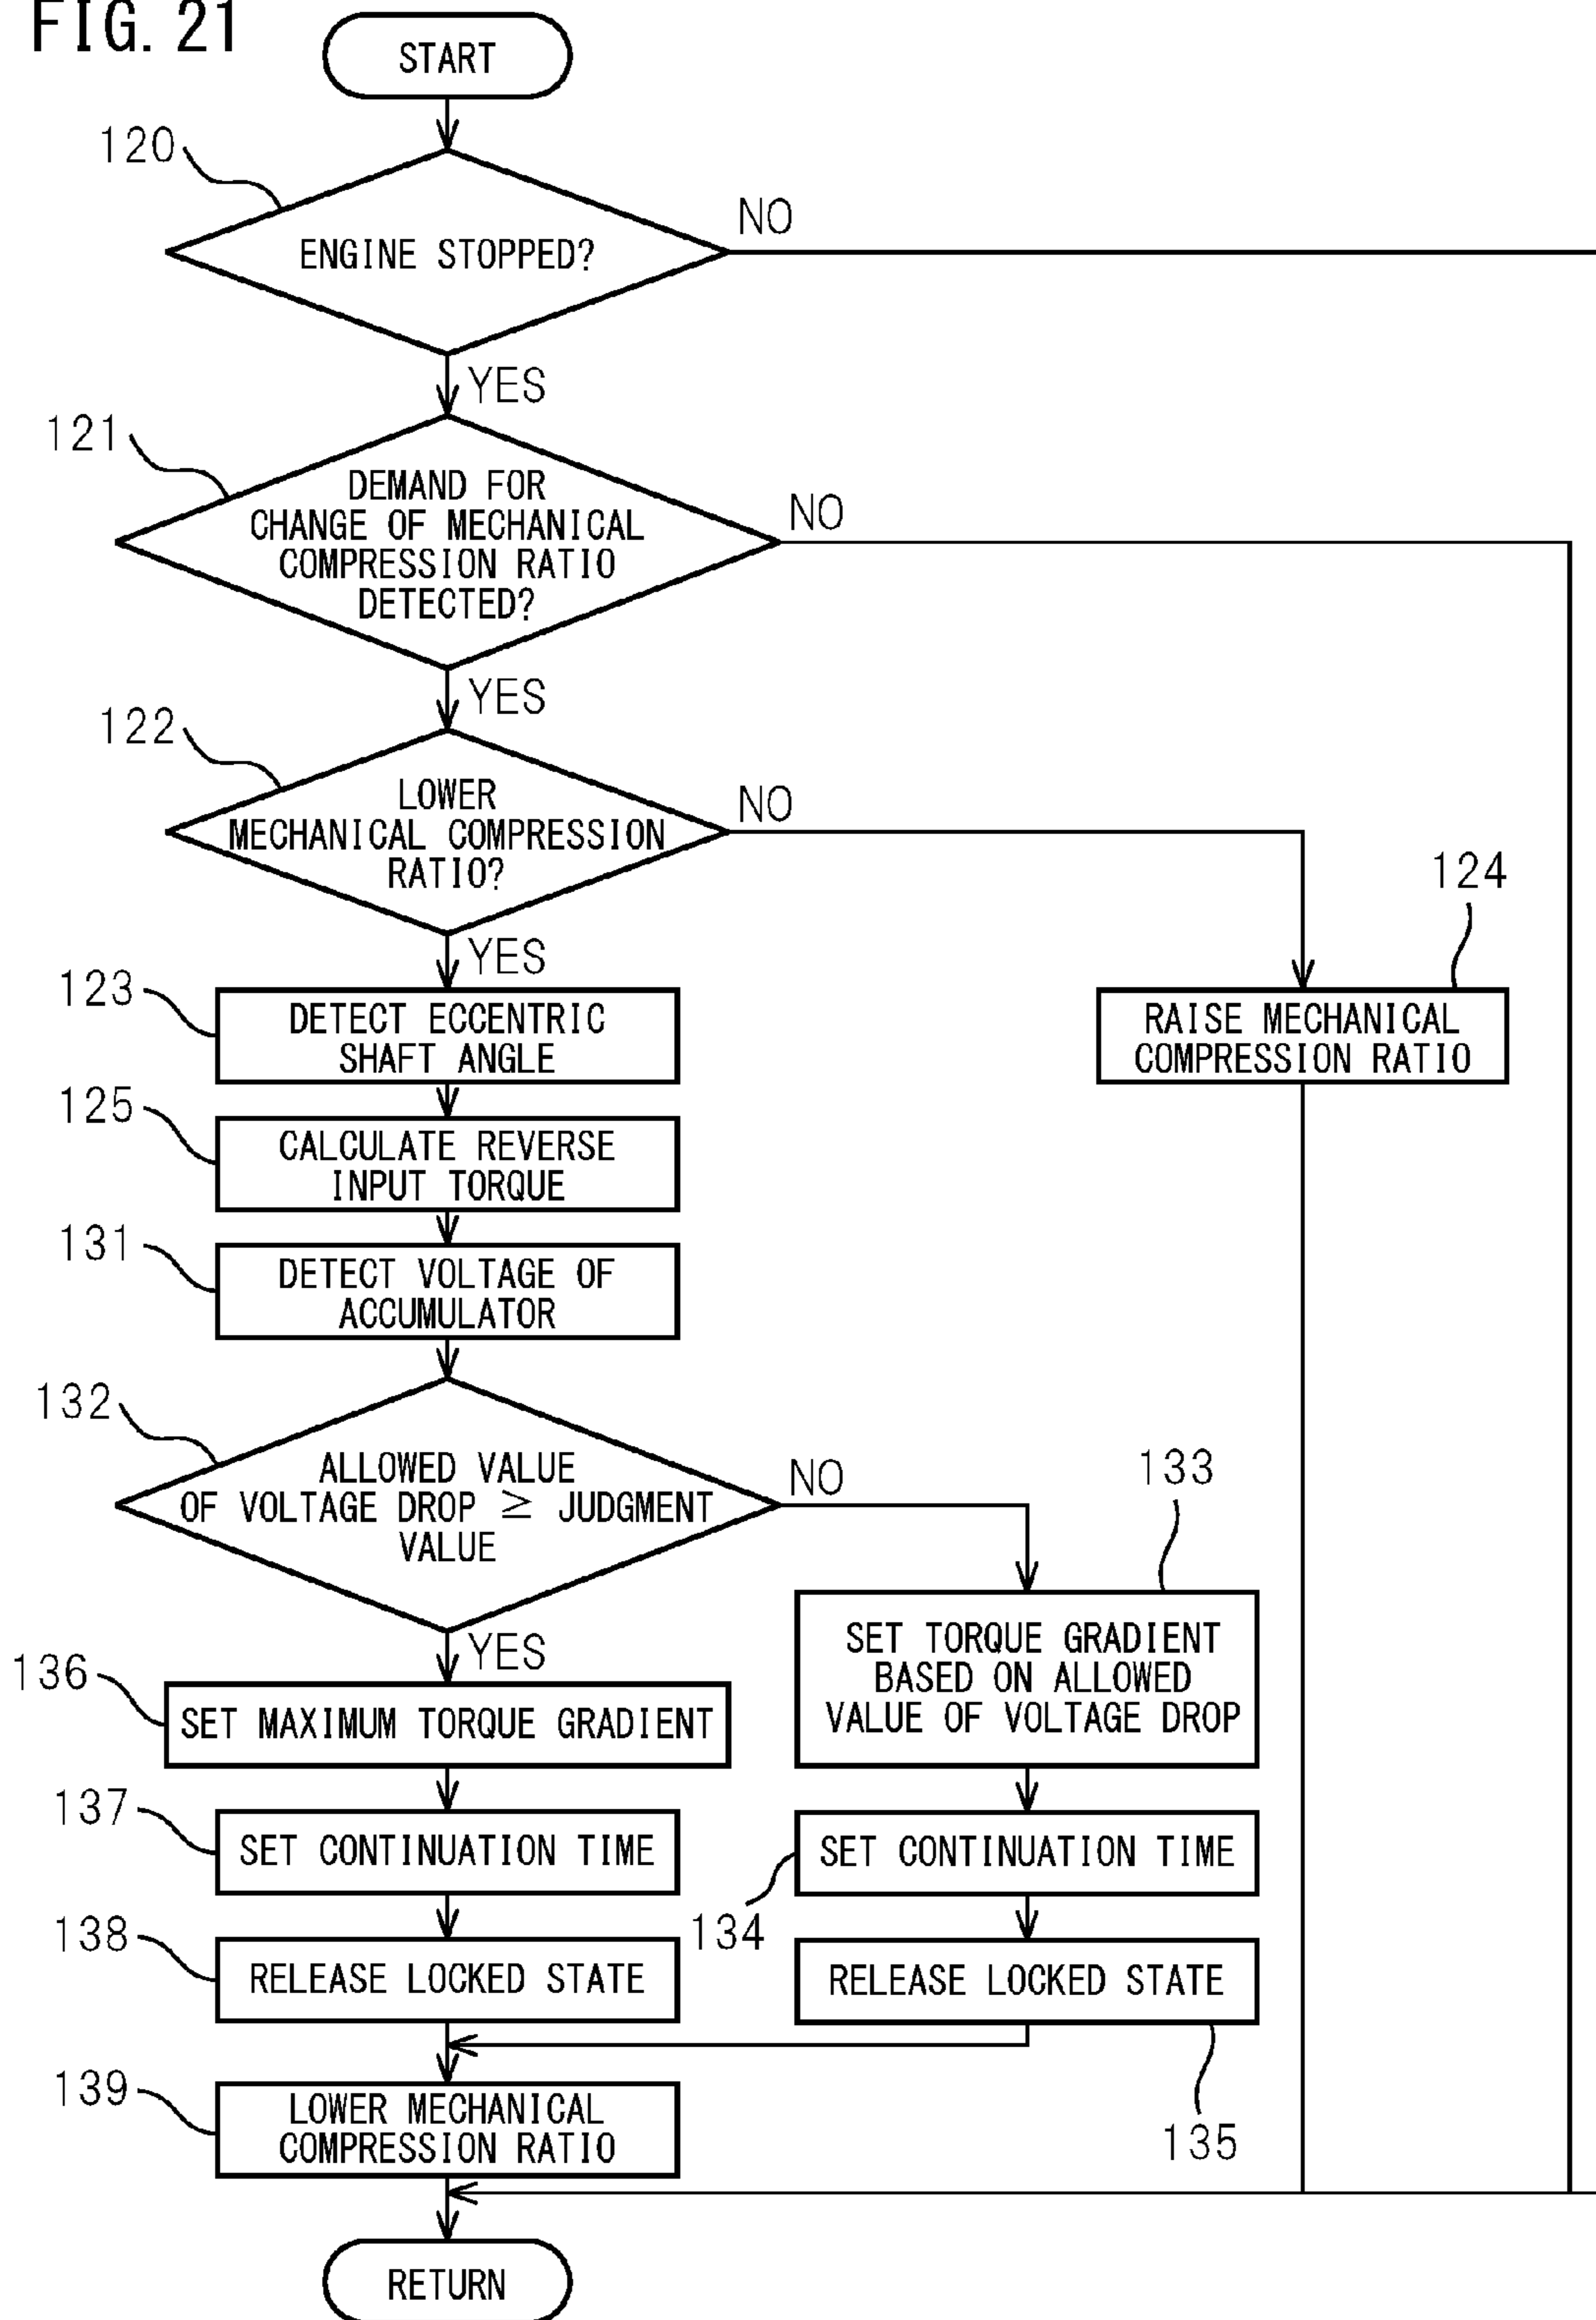 FIG. 21
START
120
ENGINE STOPPED?
NO
YES
121
DEMAND FOR
CHANGE OF MECHANICAL
COMPRESSION RATIO
DETECTED?
NO
YES
122
LOWER
MECHANICAL COMPRESSION
RATIO?
NO
YES
124
RAISE MECHANICAL
COMPRESSION RATIO
123
DETECT ECCENTRIC
SHAFT ANGLE
125
CALCULATE REVERSE
INPUT TORQUE
131
DETECT VOLTAGE OF
ACCUMULATOR
132
ALLOWED VALUE
OF VOLTAGE DROP ≥ JUDGMENT
VALUE
NO
YES
133
SET TORQUE GRADIENT
BASED ON ALLOWED
VALUE OF VOLTAGE DROP
136
SET MAXIMUM TORQUE GRADIENT
137
SET CONTINUATION TIME
134
SET CONTINUATION TIME
138
RELEASE LOCKED STATE
RELEASE LOCKED STATE
135
139
LOWER MECHANICAL
COMPRESSION RATIO
RETURN